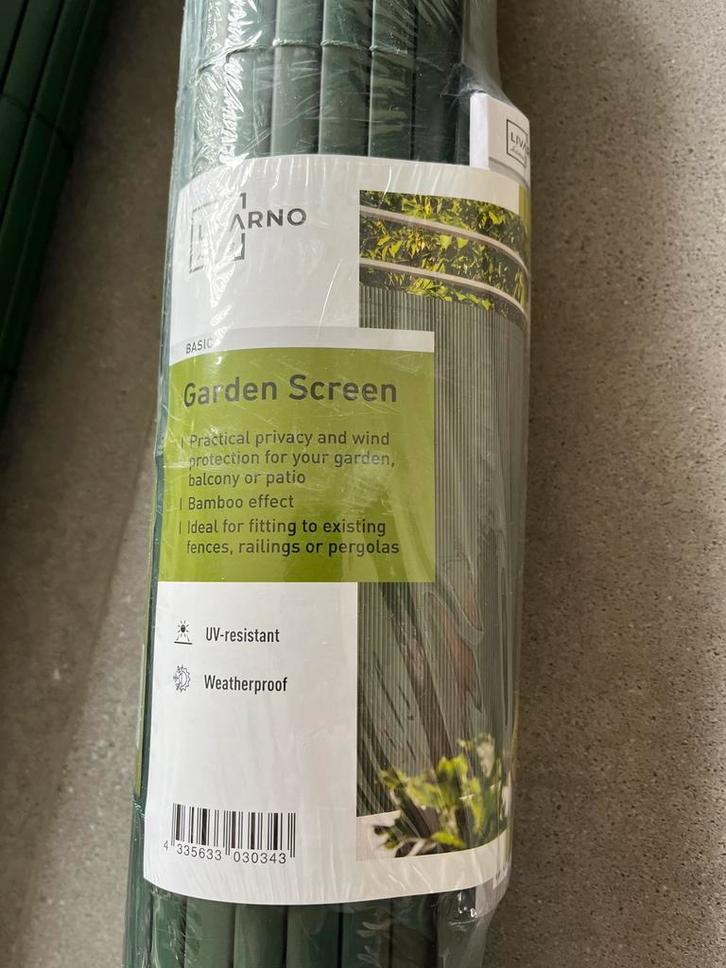 LIVARNO
BASIC
Garden Screen
| Practical privacy and wind
protection for your garden,
balcony or patio
| Bamboo effect
| Ideal for fitting to existing
fences, railings or pergolas
UV-resistant
Weatherproof
4 335633 030343